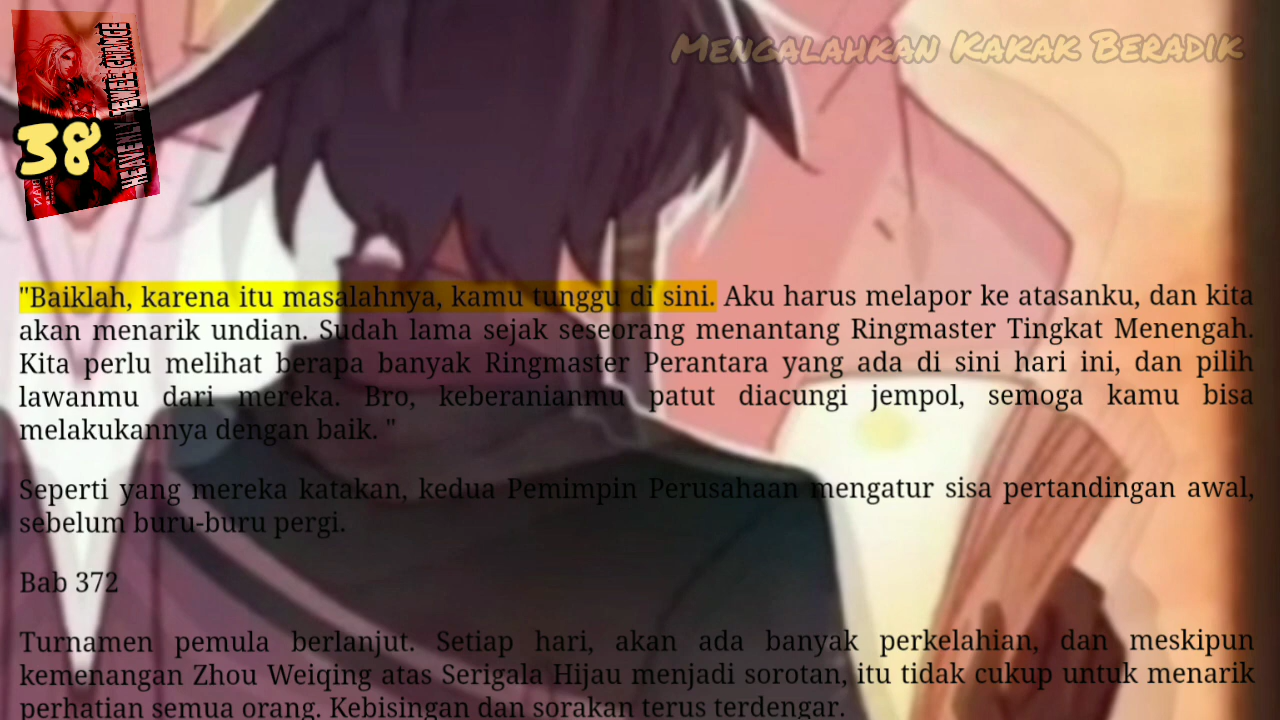 HEAVENLY JEWEL CHANGE
38
Mengalahkan Kakak Beradik
"Baiklah, karena itu masalahnya, kamu tunggu di sini. Aku harus melapor ke atasanku, dan kita
akan menarik undian. Sudah lama sejak seseorang menantang Ringmaster Tingkat Menengah.
Kita perlu melihat berapa banyak Ringmaster Perantara yang ada di sini hari ini, dan pilih
lawanmu dari mereka. Bro, keberanianmu patut diacungi jempol, semoga kamu bisa
melakukannya dengan baik. "
Seperti yang mereka katakan, kedua Pemimpin Perusahaan mengatur sisa pertandingan awal,
sebelum buru-buru pergi.
Bab 372
Turnamen pemula berlanjut. Setiap hari, akan ada banyak perkelahian, dan meskipun
kemenangan Zhou Weiqing atas Serigala Hijau menjadi sorotan, itu tidak cukup untuk menarik
perhatian semua orang. Kebisingan dan sorakan terus terdengar.